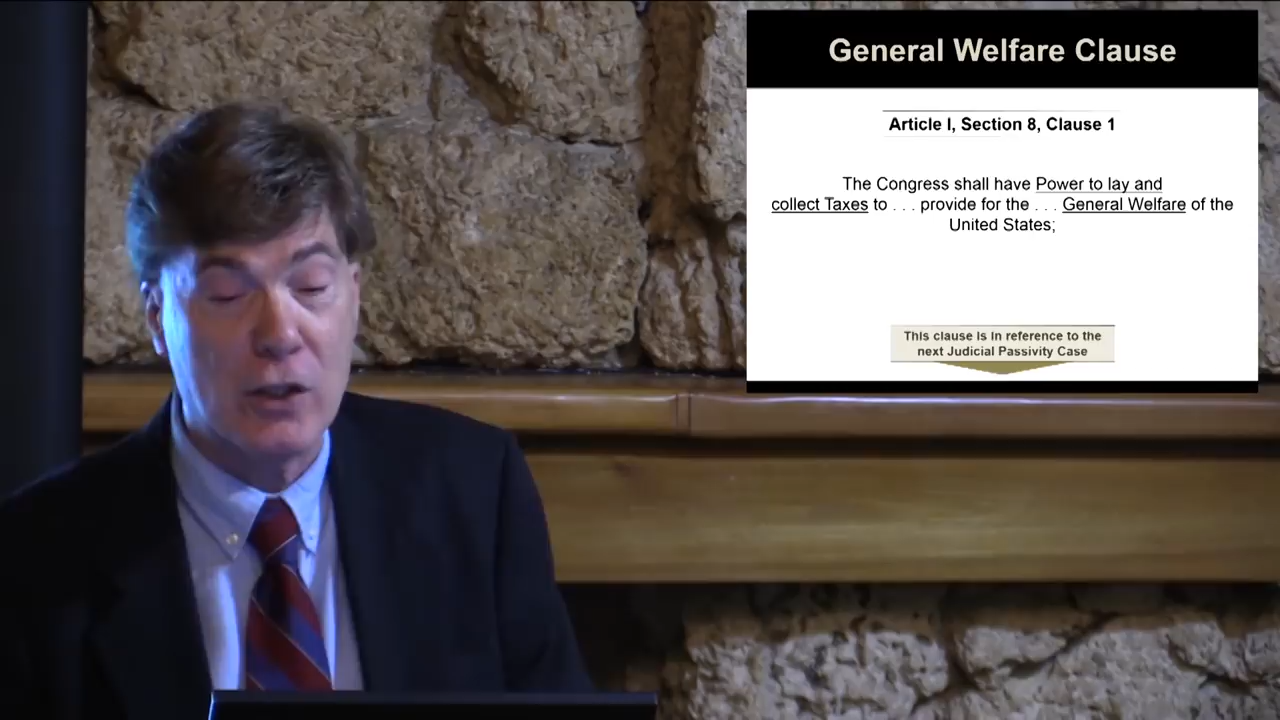 General Welfare Clause
Article I, Section 8, Clause 1
The Congress shall have Power to lay and
collect Taxes to . . . provide for the . . . General Welfare of the
United States;
This clause is in reference to the
next Judicial Passivity Case